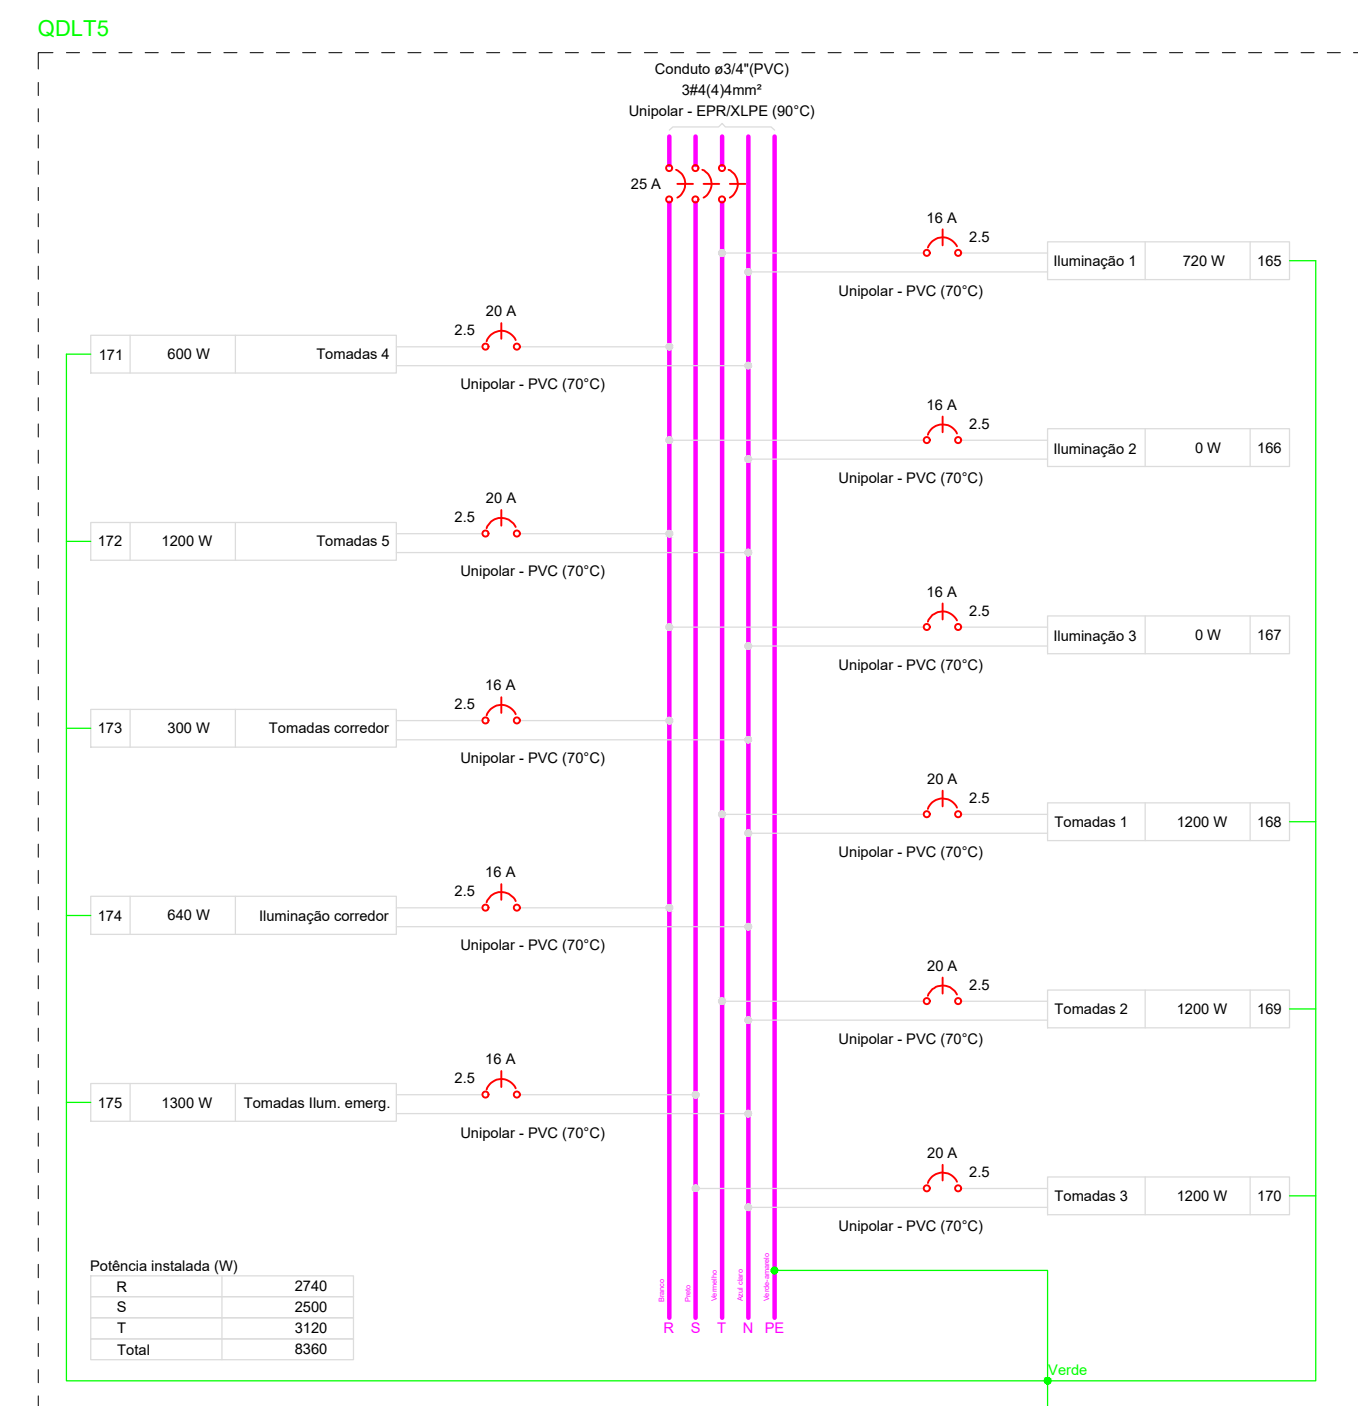 QDLT5
Conduto ø3/4"(PVC)
3#4(4)4mm²
Unipolar - EPR/XLPE (90°C)
25 A
16 A
2.5
Iluminação 1 720 W 165
Unipolar - PVC (70°C)
20 A
2.5
171 600 W Tomadas 4
Unipolar - PVC (70°C)
16 A
2.5
Iluminação 2 0 W 166
Unipolar - PVC (70°C)
20 A
2.5
172 1200 W Tomadas 5
Unipolar - PVC (70°C)
16 A
2.5
Iluminação 3 0 W 167
Unipolar - PVC (70°C)
16 A
2.5
173 300 W Tomadas corredor
Unipolar - PVC (70°C)
20 A
2.5
Tomadas 1 1200 W 168
Unipolar - PVC (70°C)
16 A
2.5
174 640 W Iluminação corredor
Unipolar - PVC (70°C)
20 A
2.5
Tomadas 2 1200 W 169
Unipolar - PVC (70°C)
16 A
2.5
175 1300 W Tomadas Ilum. emerg.
Unipolar - PVC (70°C)
20 A
2.5
Tomadas 3 1200 W 170
Unipolar - PVC (70°C)
Potência instalada (W)
R 2740
S 2500
T 3120
Total 8360
Branco
Preto
Vermelho
Azul claro
Verde-amarelo
R S T N PE
Verde